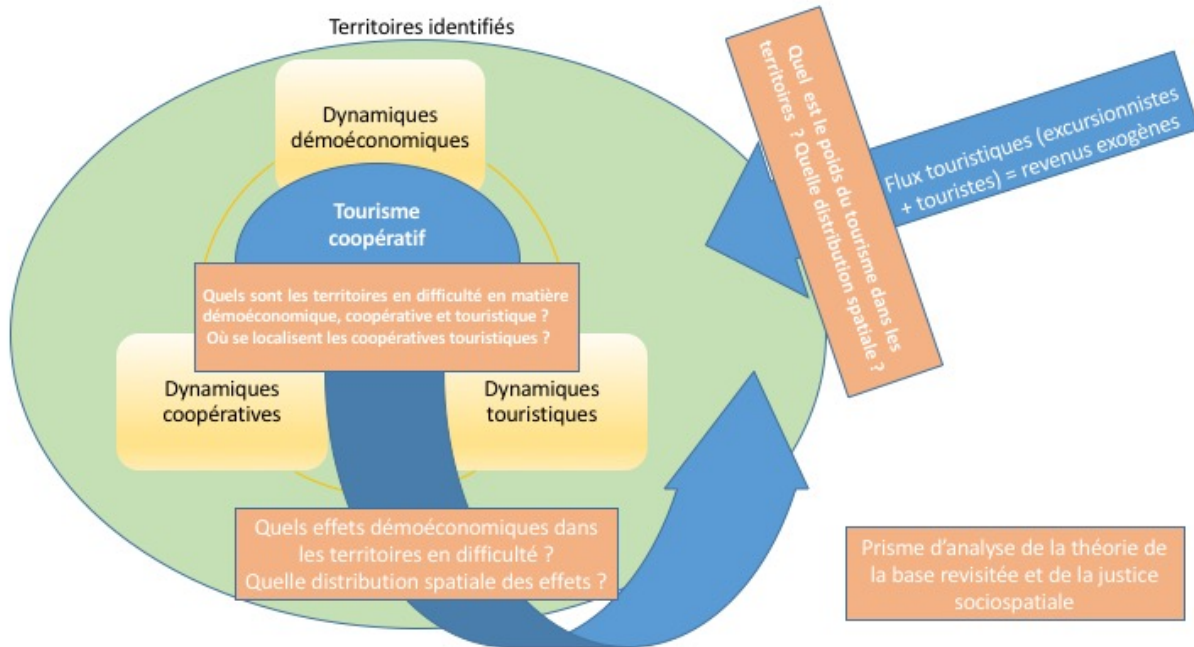 Territoires identifiés
Dynamiques
démoéconomiques
Tourisme
coopératif
Quels sont les territoires en difficulté en matière
démoéconomique, coopérative et touristique ?
Où se localisent les coopératives touristiques ?
Dynamiques
coopératives
Dynamiques
touristiques
Quels effets démoéconomiques dans
les territoires en difficulté ?
Quelle distribution spatiale des effets ?
Quel est le poids du tourisme dans les
territoires ? Quelle distribution spatiale ?
Flux touristiques (excursionnistes
+ touristes) = revenus exogènes
Prisme d’analyse de la théorie de
la base revisitée et de la justice
sociospatiale